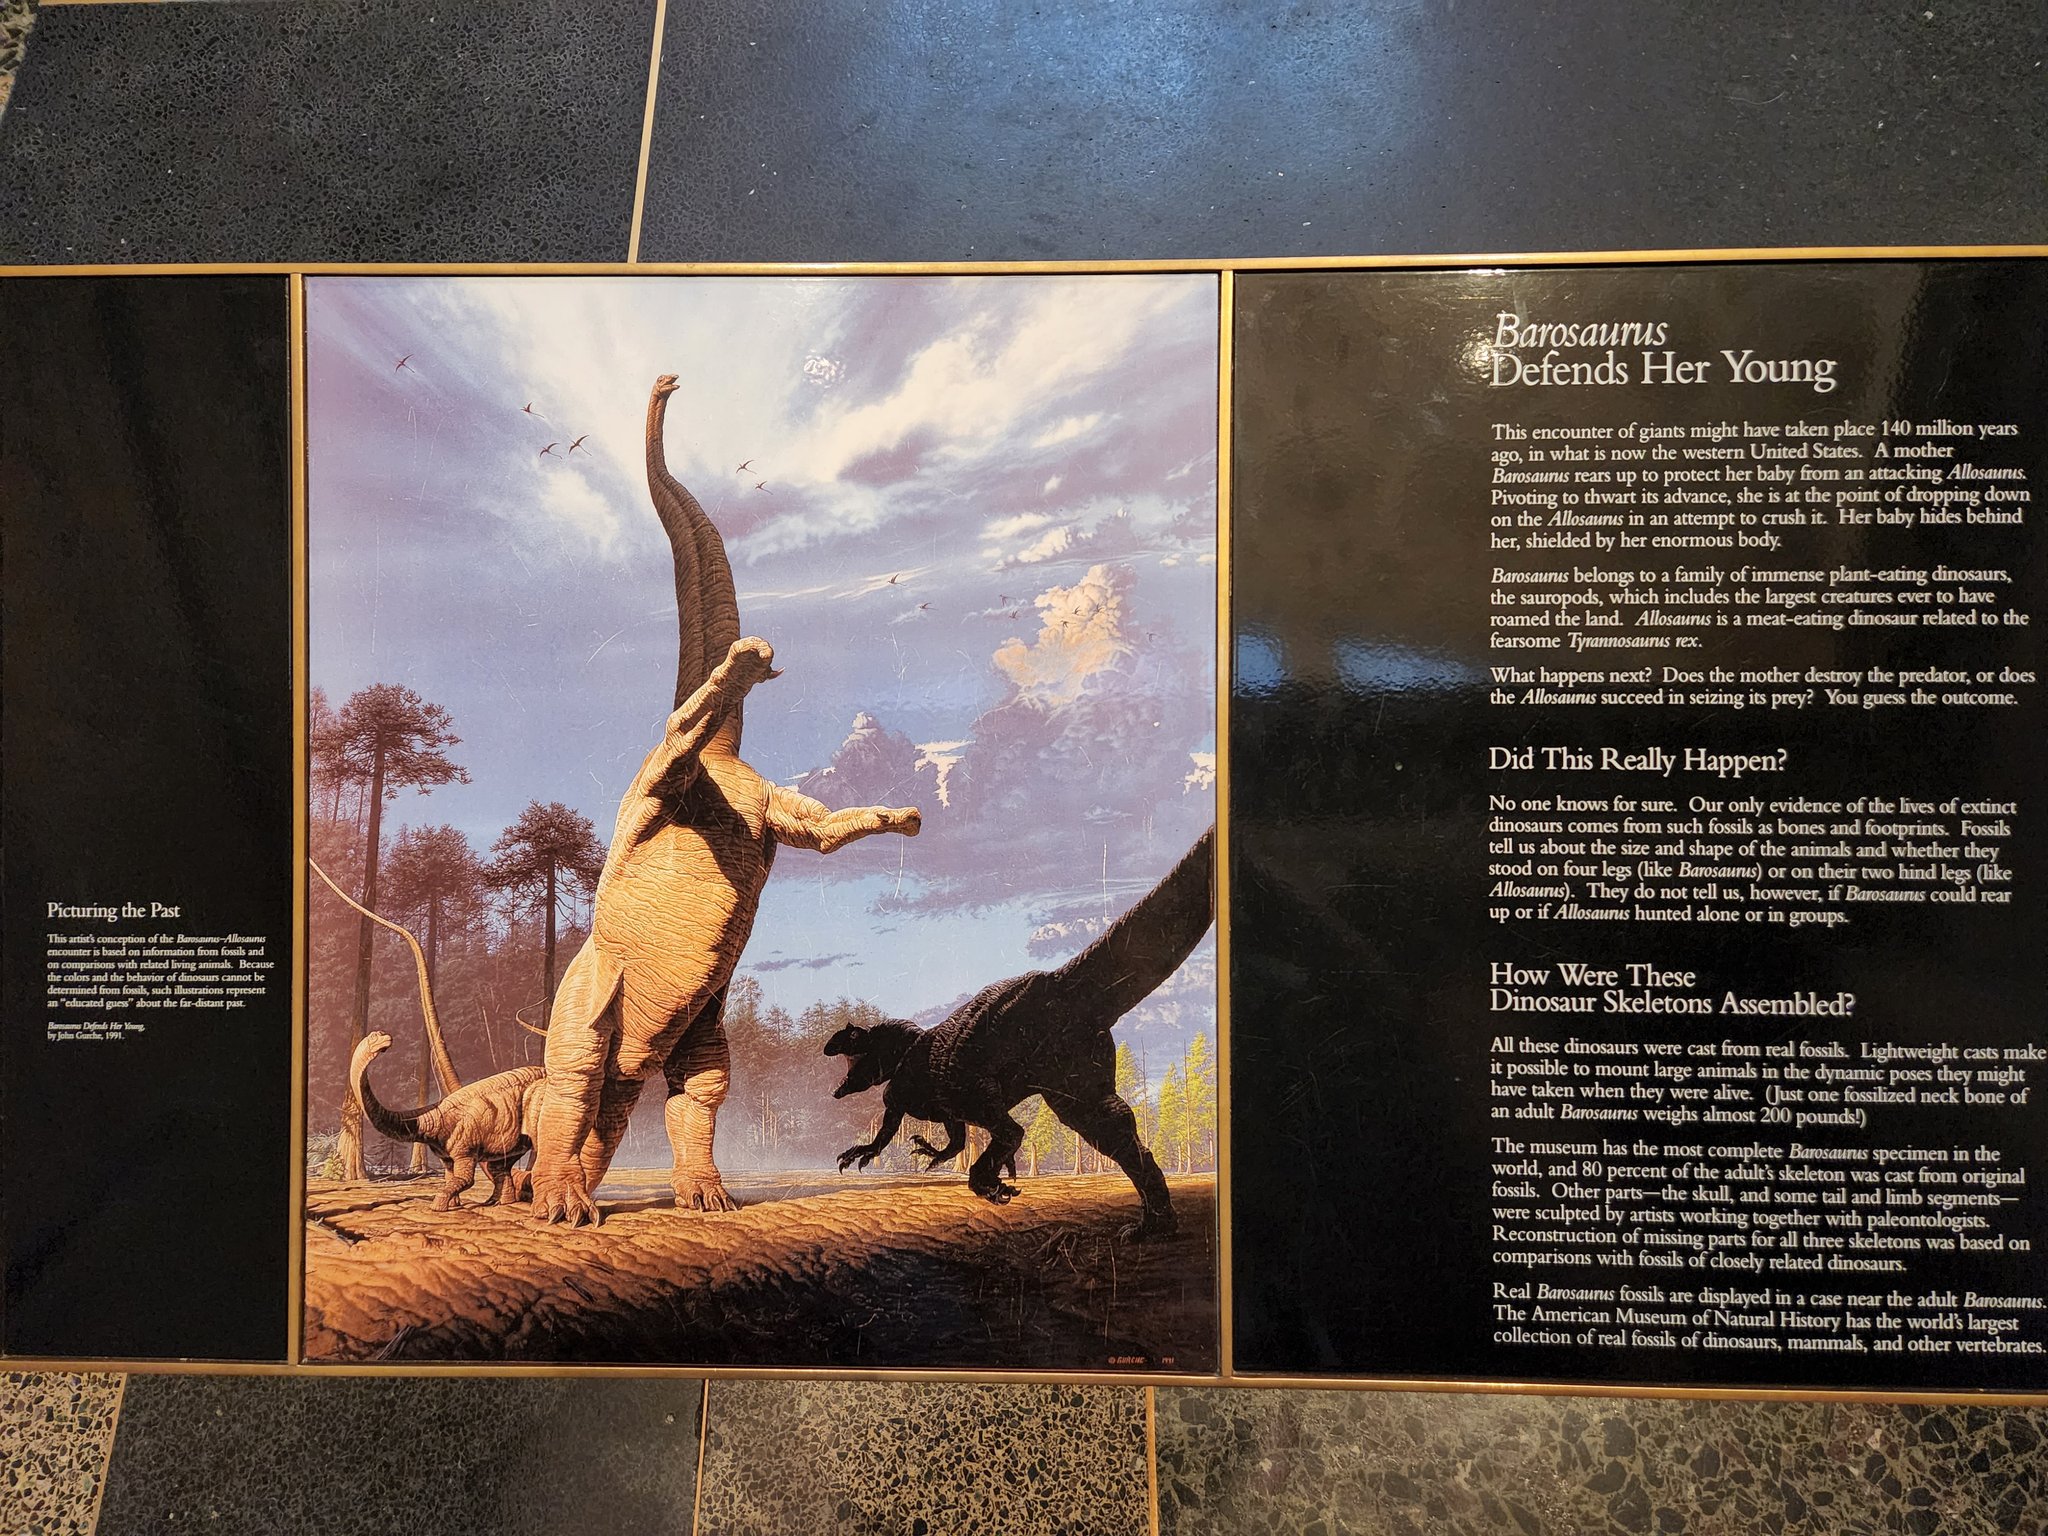 Picturing the Past
This artist's conception of the Barosaurus–Allosaurus
encounter is based on information from fossils and
on comparisons with related living animals. Because
the colors and the behavior of dinosaurs cannot be
determined from fossils, such illustrations represent
an "educated guess" about the far-distant past.
Barosaurus Defends Her Young,
by John Gurche, 1991.
© GURCHE 1991
Barosaurus
Defends Her Young
This encounter of giants might have taken place 140 million years
ago, in what is now the western United States. A mother
Barosaurus rears up to protect her baby from an attacking Allosaurus.
Pivoting to thwart its advance, she is at the point of dropping down
on the Allosaurus in an attempt to crush it. Her baby hides behind
her, shielded by her enormous body.
Barosaurus belongs to a family of immense plant-eating dinosaurs,
the sauropods, which includes the largest creatures ever to have
roamed the land. Allosaurus is a meat-eating dinosaur related to the
fearsome Tyrannosaurus rex.
What happens next? Does the mother destroy the predator, or does
the Allosaurus succeed in seizing its prey? You guess the outcome.
Did This Really Happen?
No one knows for sure. Our only evidence of the lives of extinct
dinosaurs comes from such fossils as bones and footprints. Fossils
tell us about the size and shape of the animals and whether they
stood on four legs (like Barosaurus) or on their two hind legs (like
Allosaurus). They do not tell us, however, if Barosaurus could rear
up or if Allosaurus hunted alone or in groups.
How Were These
Dinosaur Skeletons Assembled?
All these dinosaurs were cast from real fossils. Lightweight casts make
it possible to mount large animals in the dynamic poses they might
have taken when they were alive. (Just one fossilized neck bone of
an adult Barosaurus weighs almost 200 pounds!)
The museum has the most complete Barosaurus specimen in the
world, and 80 percent of the adult's skeleton was cast from original
fossils. Other parts—the skull, and some tail and limb segments—
were sculpted by artists working together with paleontologists.
Reconstruction of missing parts for all three skeletons was based on
comparisons with fossils of closely related dinosaurs.
Real Barosaurus fossils are displayed in a case near the adult Barosaurus.
The American Museum of Natural History has the world's largest
collection of real fossils of dinosaurs, mammals, and other vertebrates.